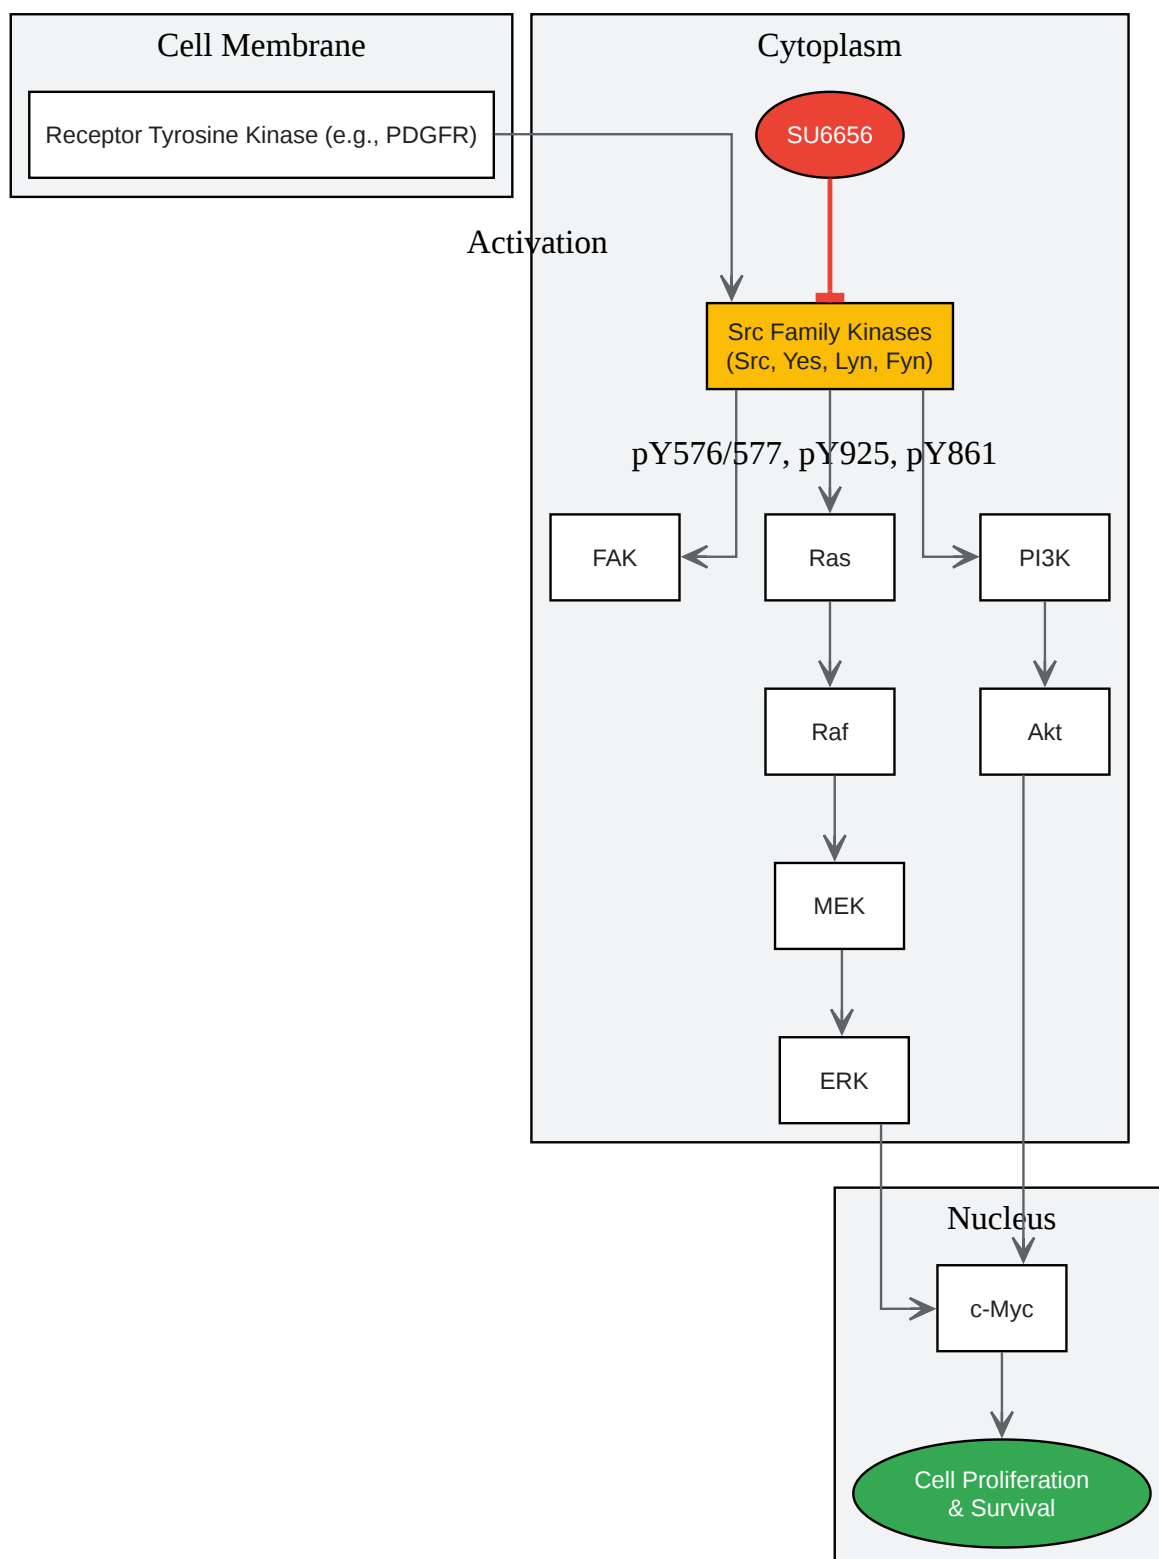 Cell Membrane
Receptor Tyrosine Kinase (e.g., PDGFR)
Cytoplasm
SU6656
Activation
Src Family Kinases
(Src, Yes, Lyn, Fyn)
pY576/577, pY925, pY861
FAK
Ras
PI3K
Raf
Akt
MEK
ERK
Nucleus
c-Myc
Cell Proliferation
& Survival